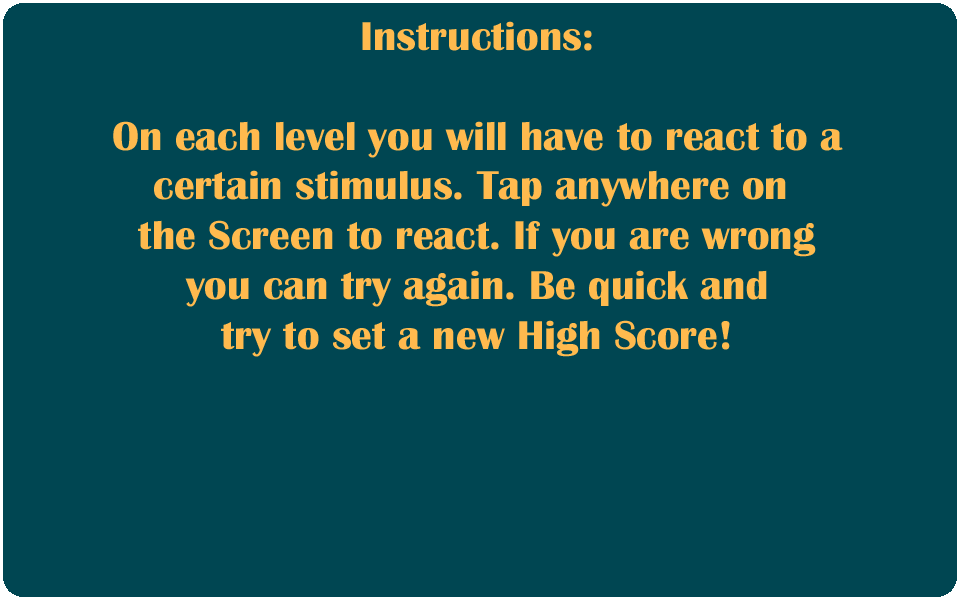 Instructions:
On each level you will have to react to a
certain stimulus. Tap anywhere on
the Screen to react. If you are wrong
you can try again. Be quick and
try to set a new High Score!